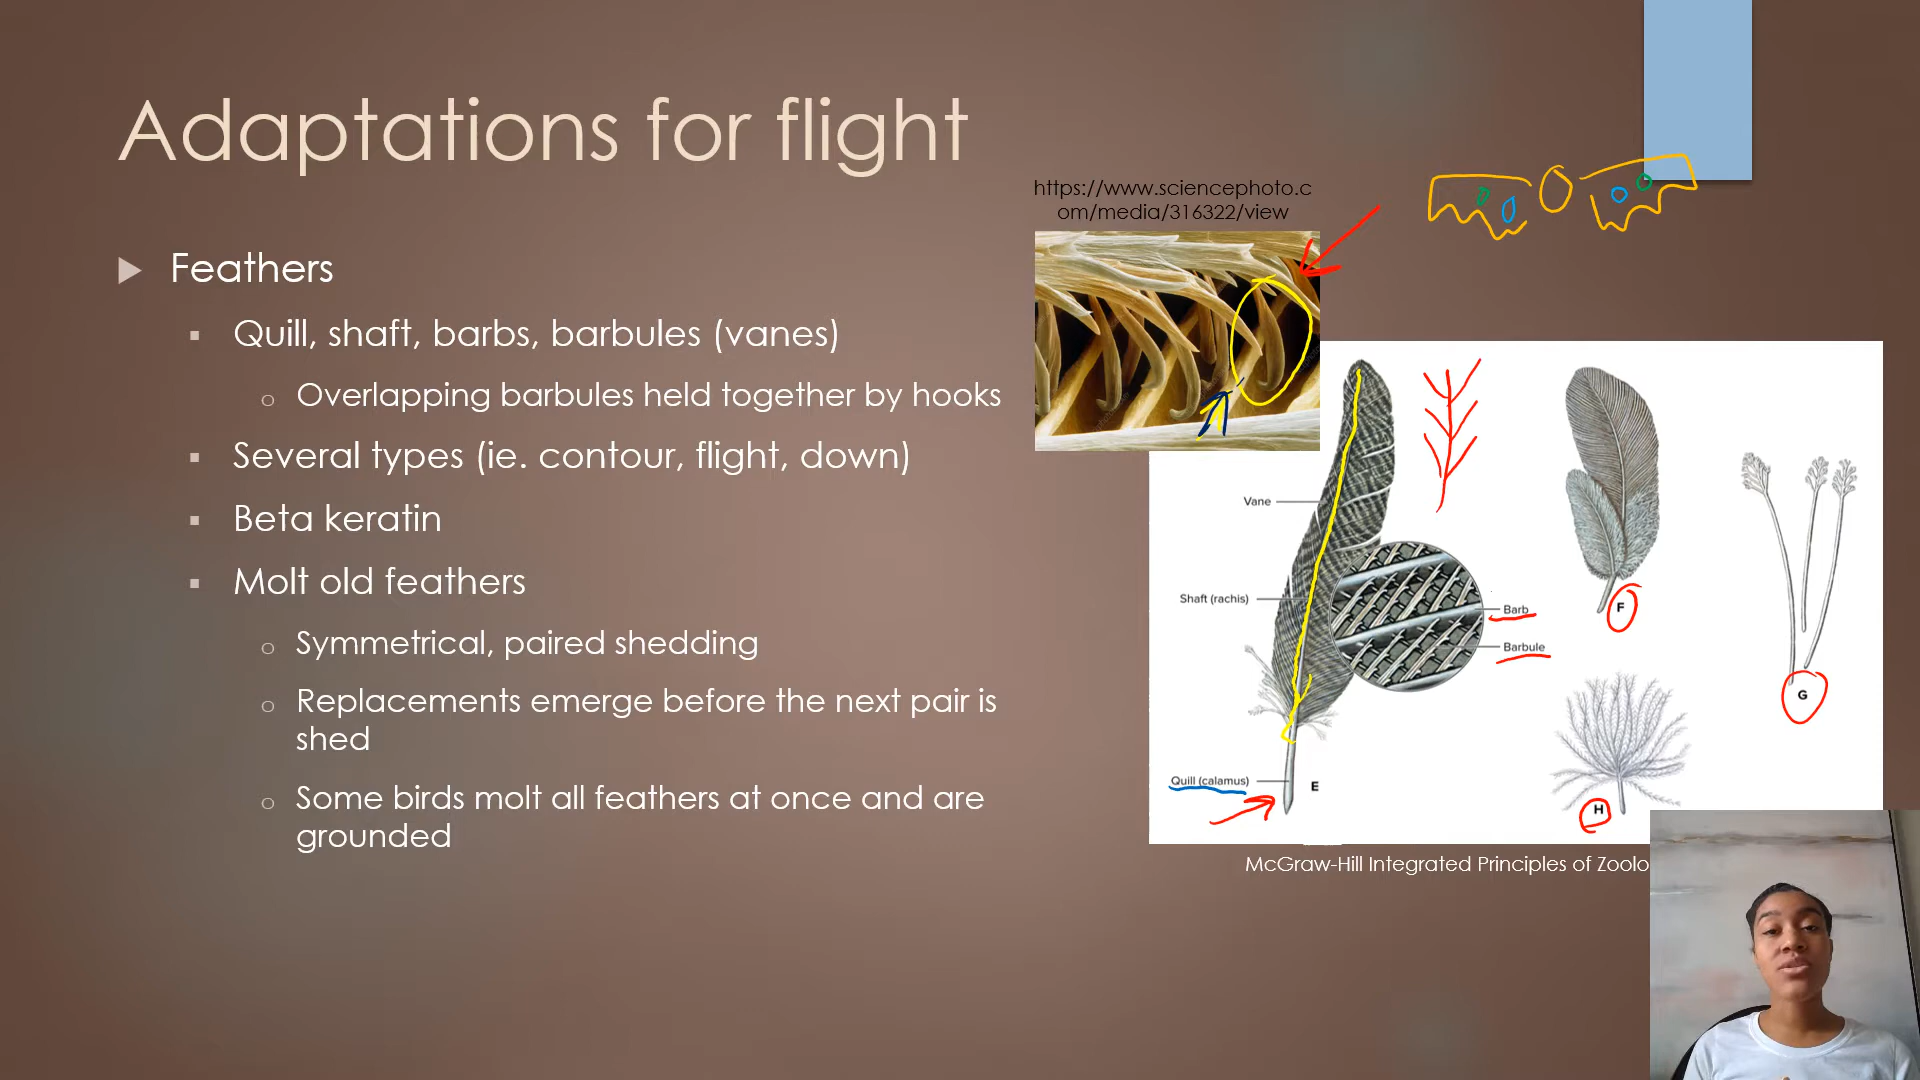 Adaptations for flight
https://www.sciencephoto.c
om/media/316322/view
Feathers
Quill, shaft, barbs, barbules (vanes)
Overlapping barbules held together by hooks
Several types (ie. contour, flight, down)
Beta keratin
Molt old feathers
Symmetrical, paired shedding
Replacements emerge before the next pair is
shed
Some birds molt all feathers at once and are
grounded
Vane
Shaft (rachis)
Barb
Barbule
Quill (calamus)
E
F
G
H
McGraw-Hill Integrated Principles of Zoolo